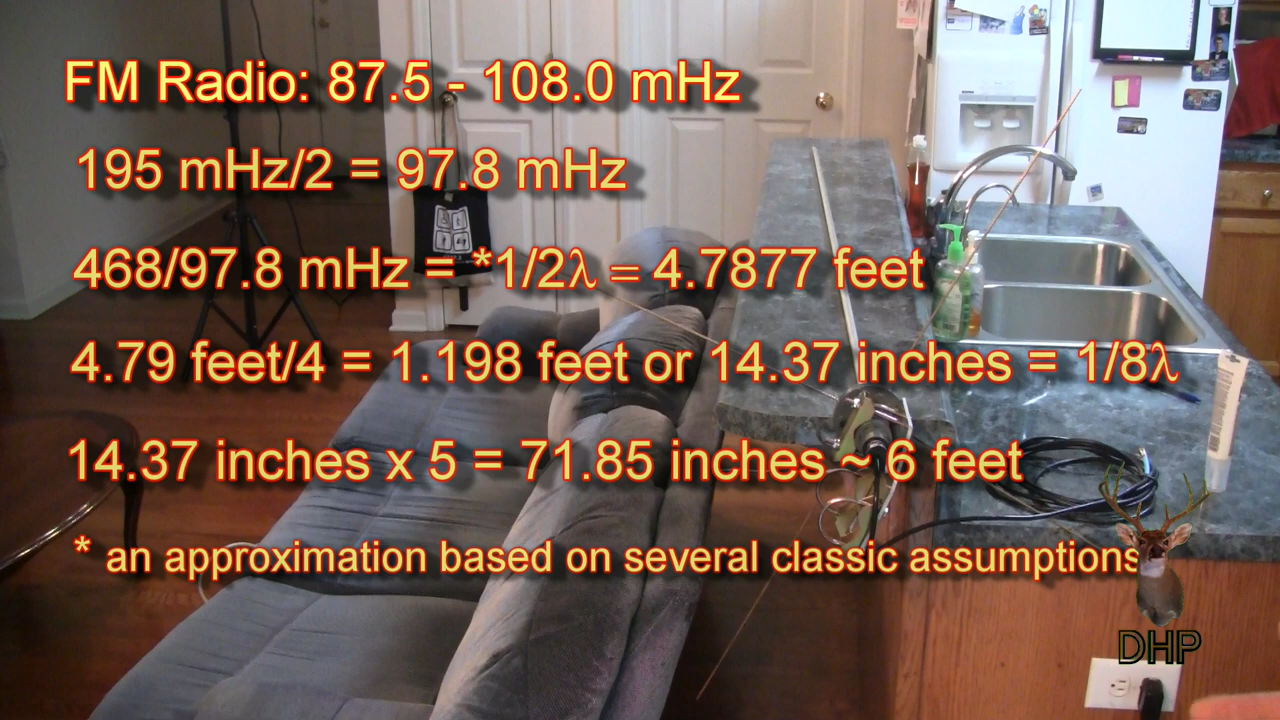 FM Radio: 87.5 - 108.0 mHz
195 mHz/2 = 97.8 mHz
468/97.8 mHz = *1/2λ = 4.7877 feet
4.79 feet/4 = 1.198 feet or 14.37 inches = 1/8λ
14.37 inches x 5 = 71.85 inches ~ 6 feet
* an approximation based on several classic assumptions
DHP